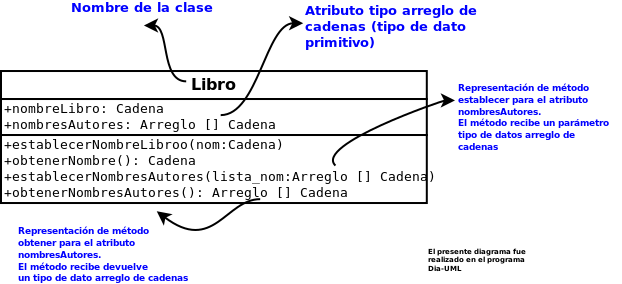 Nombre de la clase
Atributo tipo arreglo de
cadenas (tipo de dato
primitivo)
Libro
+nombreLibro: Cadena
+nombresAutores: Arreglo [] Cadena
+establecerNombreLibroo(nom:Cadena)
+obtenerNombre(): Cadena
+establecerNombresAutores(lista_nom:Arreglo [] Cadena)
+obtenerNombresAutores(): Arreglo [] Cadena
Representación de método
establecer para el atributo
nombresAutores.
El método recibe un parámetro
tipo de datos arreglo de
cadenas
Representación de método
obtener para el atributo
nombresAutores.
El método recibe devuelve
un tipo de dato arreglo de cadenas
El presente diagrama fue
realizado en el programa
Dia-UML